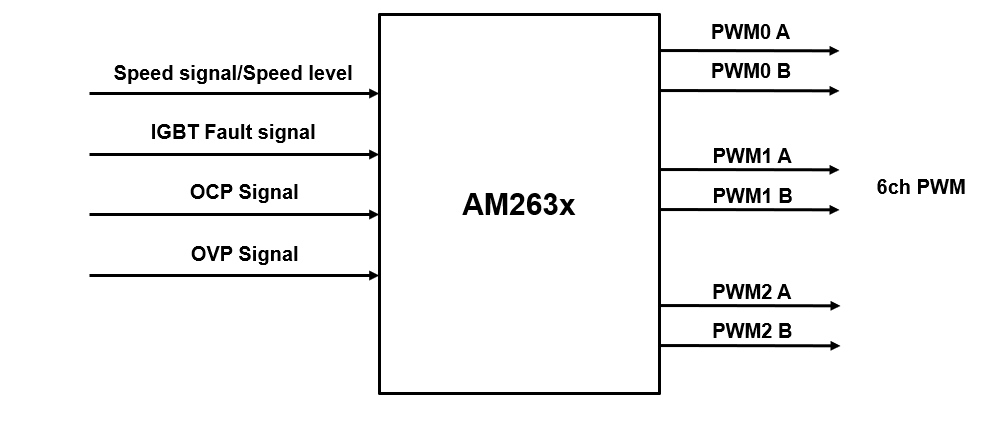 Speed signal/Speed level
IGBT Fault signal
OCP Signal
OVP Signal
AM263x
PWM0 A
PWM0 B
PWM1 A
PWM1 B
PWM2 A
PWM2 B
6ch PWM